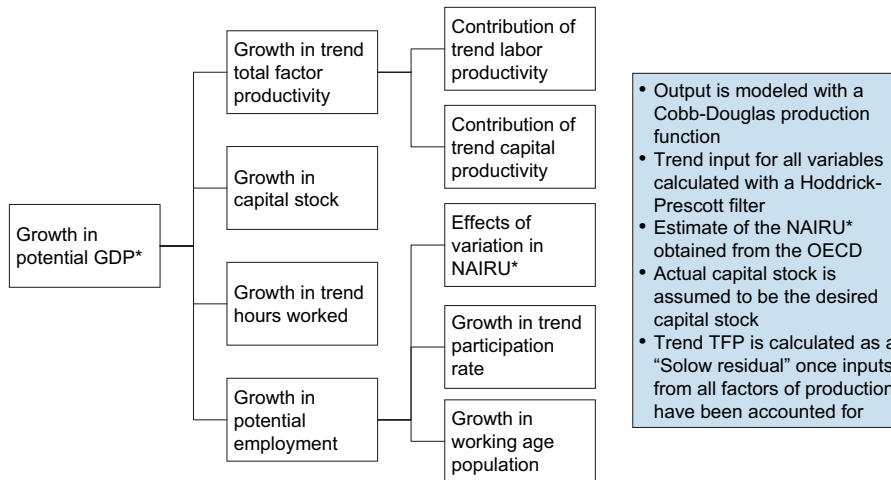 Growth in
potential GDP*
Growth in trend
total factor
productivity
Growth in
capital stock
Growth in trend
hours worked
Growth in
potential
employment
Contribution of
trend labor
productivity
Contribution of
trend capital
productivity
Effects of
variation in
NAIRU*
Growth in trend
participation
rate
Growth in
working age
population
• Output is modeled with a
Cobb-Douglas production
function
• Trend input for all variables
calculated with a Hoddrick-
Prescott filter
• Estimate of the NAIRU*
obtained from the OECD
• Actual capital stock is
assumed to be the desired
capital stock
• Trend TFP is calculated as a
“Solow residual” once inputs
from all factors of production
have been accounted for